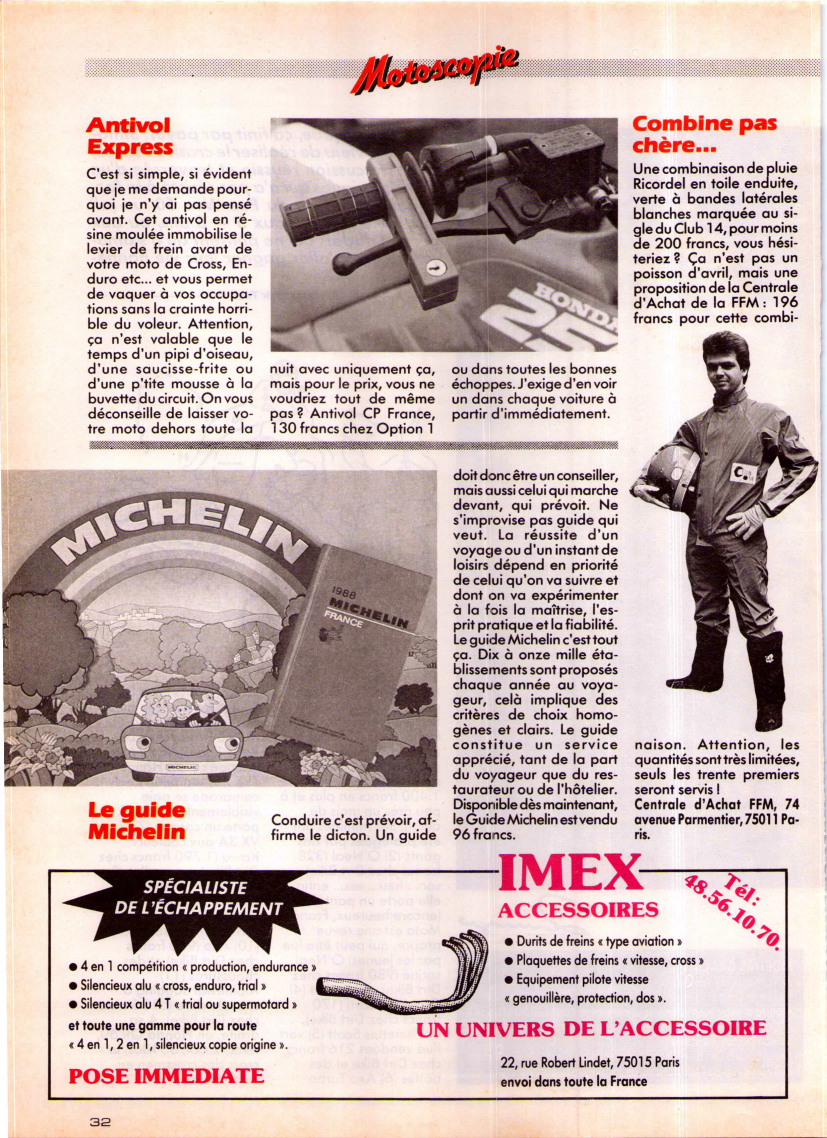 Motoscopie
Antivol
Express
C'est si simple, si évident
que je me demande pour-
quoi je n'y ai pas pensé
avant. Cet antivol en ré-
sine moulée immobilise le
levier de frein avant de
votre moto de Cross, En-
duro etc... et vous permet
de vaquer à vos occupa-
tions sans la crainte horri-
ble du voleur. Attention,
ça n'est valable que le
temps d'un pipi d'oiseau,
d'une saucisse-frite ou
d'une p'tite mousse à la
buvette du circuit. On vous
déconseille de laisser vo-
tre moto dehors toute la
HONDA
25
nuit avec uniquement ça,
mais pour le prix, vous ne
voudriez tout de même
pas ? Antivol CP France,
130 francs chez Option 1
ou dans toutes les bonnes
échoppes. J'exige d'en voir
un dans chaque voiture à
partir d'immédiatement.
Combine pas
chère...
Une combinaison de pluie
Ricordel en toile enduite,
verte à bandes latérales
blanches marquée au si-
gle du Club 14, pour moins
de 200 francs, vous hési-
teriez ? Ça n'est pas un
poisson d'avril, mais une
proposition de la Centrale
d'Achat de la FFM : 196
francs pour cette combi-
naison. Attention, les
quantités sont très limitées,
seuls les trente premiers
seront servis !
Centrale d'Achat FFM, 74
avenue Parmentier, 75011 Pa-
ris.
MICHELIN
1988
MICHELIN
FRANCE
MICHELIN
Le guide
Michelin
Conduire c'est prévoir, af-
firme le dicton. Un guide
doit donc être un conseiller,
mais aussi celui qui marche
devant, qui prévoit. Ne
s'improvise pas guide qui
veut. La réussite d'un
voyage ou d'un instant de
loisirs dépend en priorité
de celui qu'on va suivre et
dont on va expérimenter
à la fois la maîtrise, l'es-
prit pratique et la fiabilité.
Le guide Michelin c'est tout
ça. Dix à onze mille éta-
blissements sont proposés
chaque année au voya-
geur, celà implique des
critères de choix homo-
gènes et clairs. Le guide
constitue un service
apprécié, tant de la part
du voyageur que du res-
taurateur ou de l'hôtelier.
Disponible dès maintenant,
le Guide Michelin est vendu
96 francs.
SPÉCIALISTE
DE L'ÉCHAPPEMENT
● 4 en 1 compétition « production, endurance »
● Silencieux alu « cross, enduro, trial »
● Silencieux alu 4 T « trial ou supermotard »
et toute une gamme pour la route
« 4 en 1, 2 en 1, silencieux copie origine ».
POSE IMMEDIATE
IMEX
ACCESSOIRES
Tél:
48.56.10.70.
● Durits de freins « type aviation »
● Plaquettes de freins « vitesse, cross »
● Equipement pilote vitesse
« genouillère, protection, dos ».
UN UNIVERS DE L'ACCESSOIRE
22, rue Robert Lindet, 75015 Paris
envoi dans toute la France
32